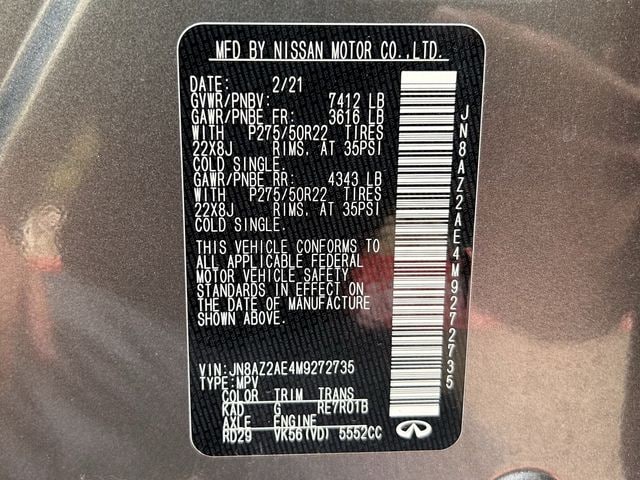 MFD BY NISSAN MOTOR CO.,LTD.
DATE: 2/21
GVWR/PNBV: 7412 LB
GAWR/PNBE FR: 3616 LB
WITH P275/50R22 TIRES
22X8J RIMS, AT 35PSI
COLD SINGLE.
GAWR/PNBE RR: 4343 LB
WITH P275/50R22 TIRES
22X8J RIMS, AT 35PSI
COLD SINGLE.
THIS VEHICLE CONFORMS TO
ALL APPLICABLE FEDERAL
MOTOR VEHICLE SAFETY
STANDARDS IN EFFECT ON
THE DATE OF MANUFACTURE
SHOWN ABOVE.
VIN:JN8AZ2AE4M9272735
TYPE:MPV
COLOR TRIM TRANS
KAD G RE7R01B
AXLE ENGINE
RD29 VK56(VD) 5552CC
JN8AZ2AE4M9272735